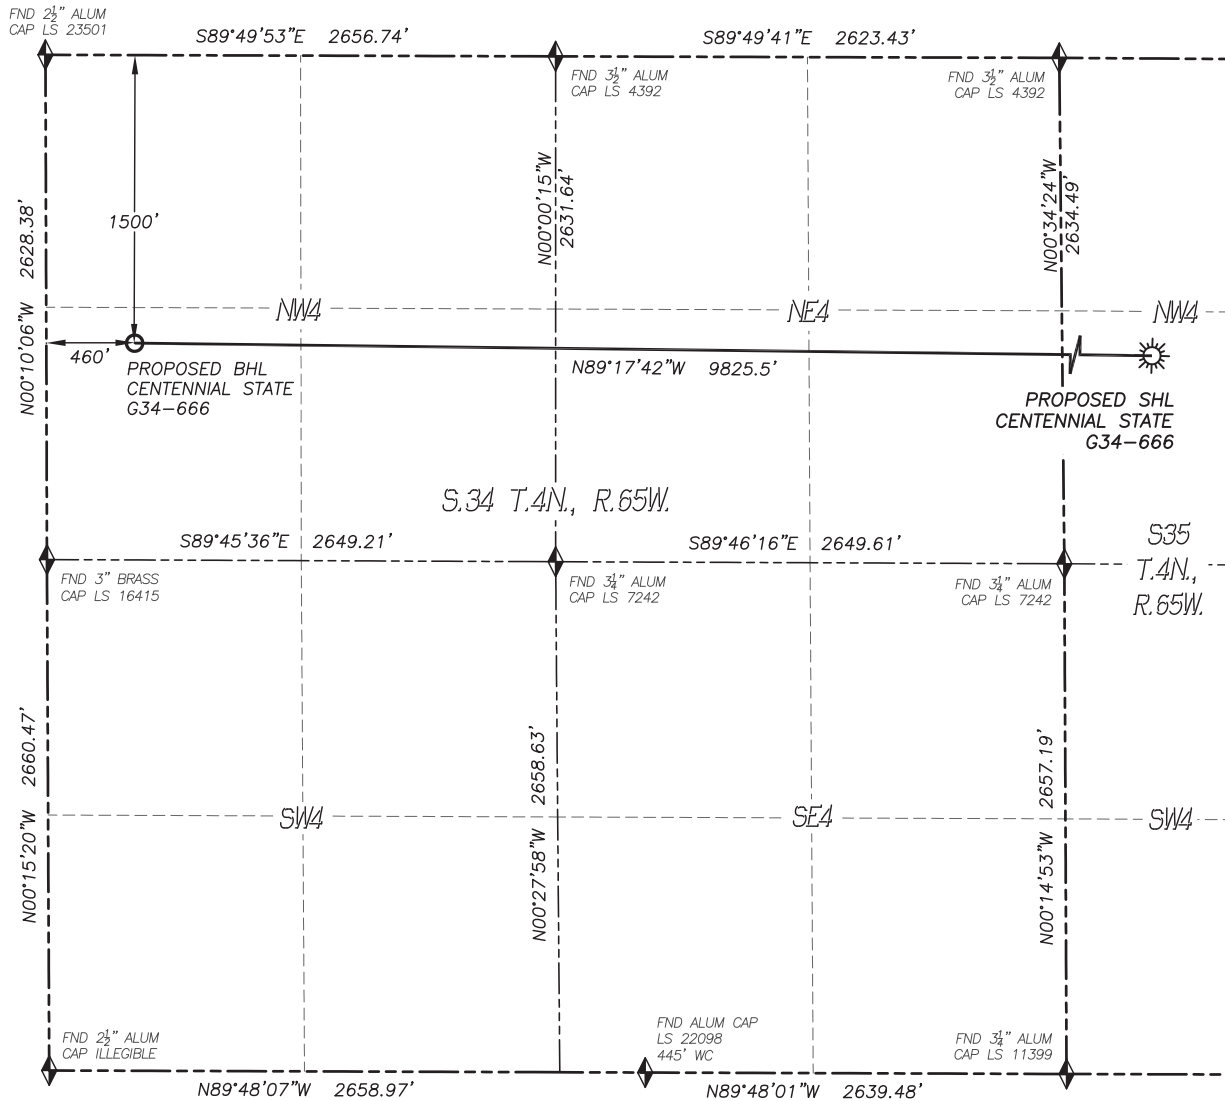 FND 2½" ALUM
CAP LS 23501
S89°49'53"E 2656.74'
S89°49'41"E 2623.43'
FND 3½" ALUM
CAP LS 4392
FND 3½" ALUM
CAP LS 4392
1500'
N00°10'06"W 2628.38'
N00°00'15"W
2631.64'
N00°34'24"W
2634.49'
NW4
NE4
NW4
460'
PROPOSED BHL
CENTENNIAL STATE
G34-666
N89°17'42"W 9825.5'
PROPOSED SHL
CENTENNIAL STATE
G34-666
S.34 T.4N., R.65W.
S35
T.4N.,
R.65W.
S89°45'36"E 2649.21'
S89°46'16"E 2649.61'
FND 3" BRASS
CAP LS 16415
FND 3¼" ALUM
CAP LS 7242
FND 3¼" ALUM
CAP LS 7242
N00°15'20"W 2660.47'
N00°27'58"W 2658.63'
N00°14'53"W 2657.19'
SW4
SE4
SW4
FND 2½" ALUM
CAP ILLEGIBLE
FND ALUM CAP
LS 22098
445' WC
FND 3¼" ALUM
CAP LS 11399
N89°48'07"W 2658.97'
N89°48'01"W 2639.48'